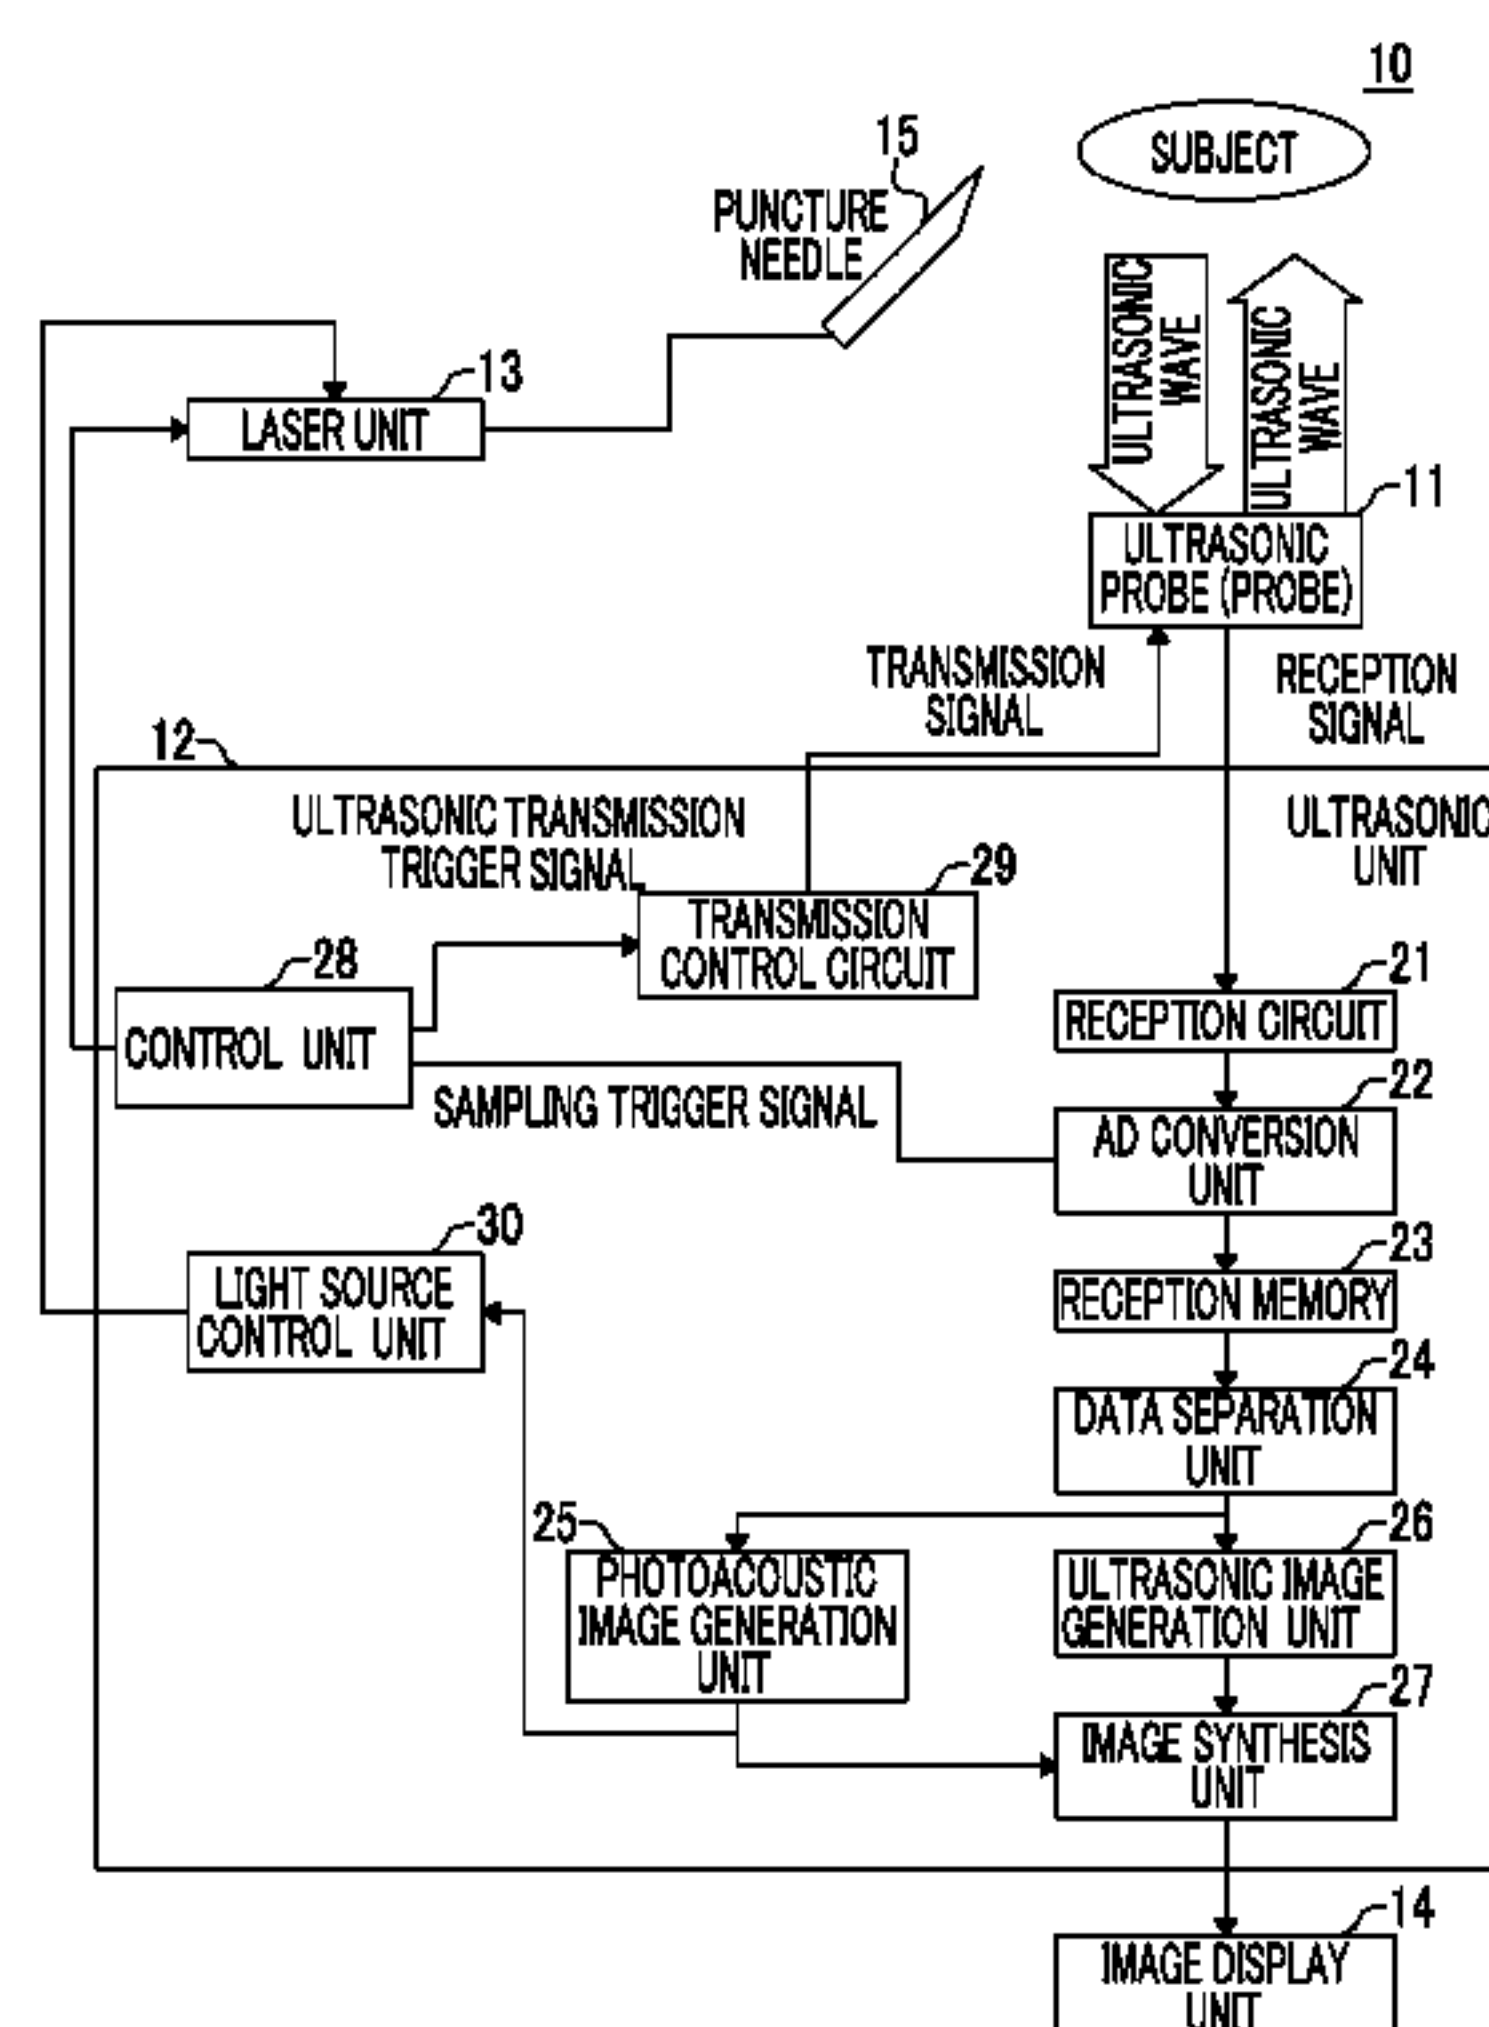 10
SUBJECT
15
PUNCTURE
NEEDLE
ULTRASONIC
WAVE
ULTRASONIC
WAVE
13
LASER UNIT
11
ULTRASONIC
PROBE (PROBE)
TRANSMISSION
SIGNAL
RECEPTION
SIGNAL
12
ULTRASONIC TRANSMISSION
TRIGGER SIGNAL
ULTRASONIC
UNIT
29
TRANSMISSION
CONTROL CIRCUIT
28
CONTROL UNIT
21
RECEPTION CIRCUIT
SAMPLING TRIGGER SIGNAL
22
AD CONVERSION
UNIT
30
LIGHT SOURCE
CONTROL UNIT
23
RECEPTION MEMORY
24
DATA SEPARATION
UNIT
25
PHOTOACOUSTIC
IMAGE GENERATION
UNIT
26
ULTRASONIC IMAGE
GENERATION UNIT
27
IMAGE SYNTHESIS
UNIT
14
IMAGE DISPLAY
UNIT